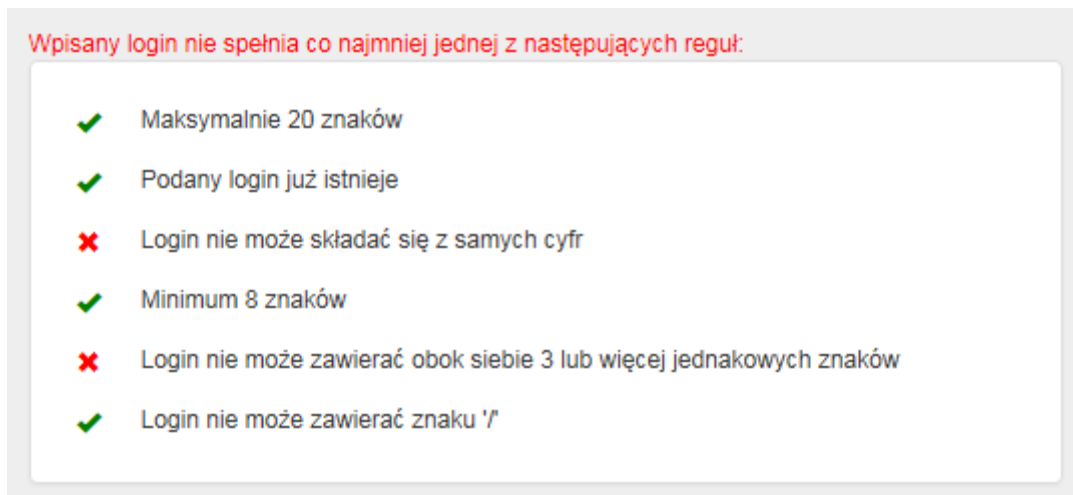 Wpisany login nie spełnia co najmniej jednej z następujących reguł:
Maksymalnie 20 znaków
Podany login już istnieje
Login nie może składać się z samych cyfr
Minimum 8 znaków
Login nie może zawierać obok siebie 3 lub więcej jednakowych znaków
Login nie może zawierać znaku '/'